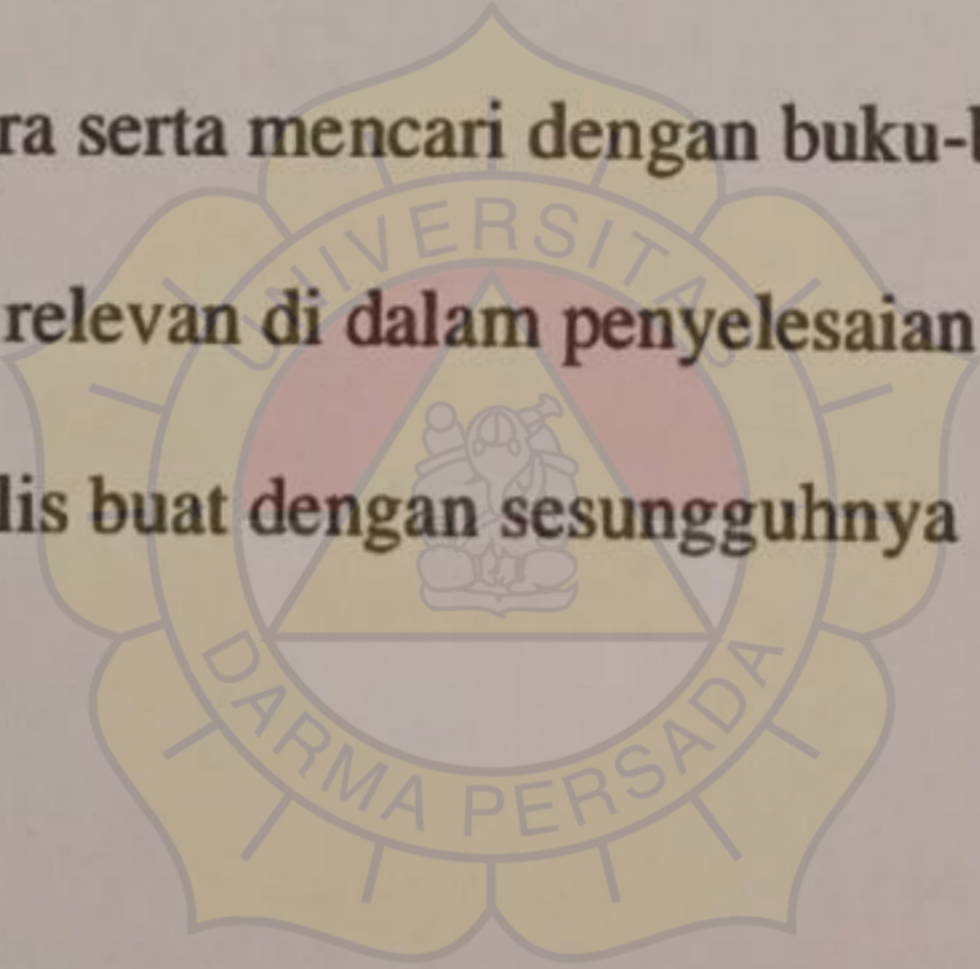 ra serta mencari dengan buku-
UNIVERSITAS
relevan di dalam penyelesaian
lis buat dengan sesungguhnya
DARMA PERSADA